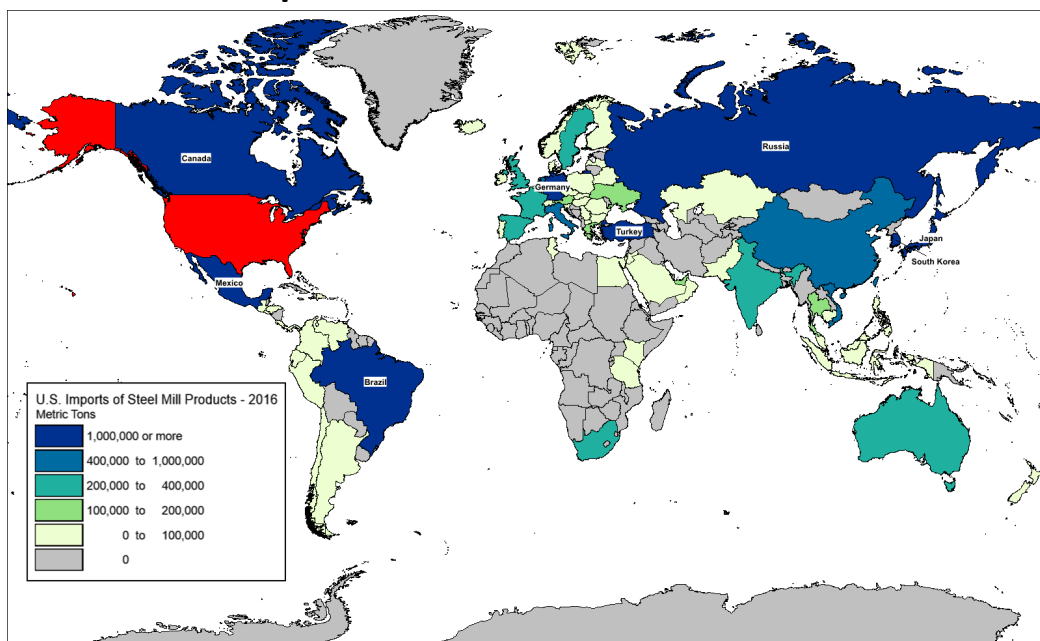 Canada
Russia
Germany
Turkey
Japan
South Korea
Mexico
Brazil
U.S. Imports of Steel Mill Products - 2016
Metric Tons
1,000,000 or more
400,000 to 1,000,000
200,000 to 400,000
100,000 to 200,000
0 to 100,000
0